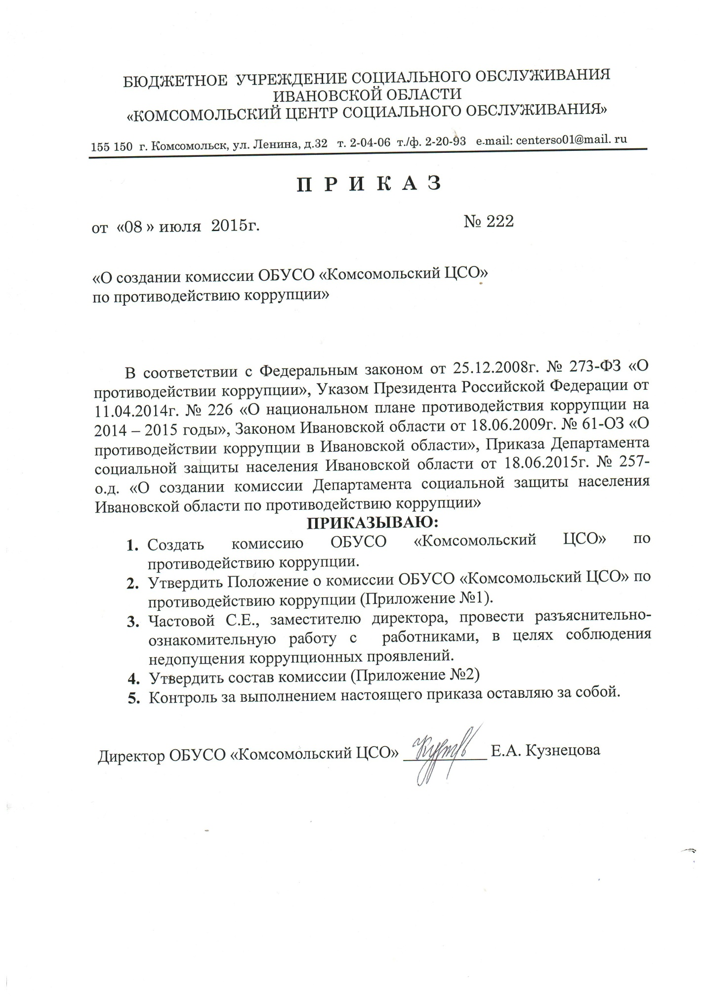 БЮДЖЕТНОЕ УЧРЕЖДЕНИЕ СОЦИАЛЬНОГО ОБСЛУЖИВАНИЯ
ИВАНОВСКОЙ ОБЛАСТИ
«КОМСОМОЛЬСКИЙ ЦЕНТР СОЦИАЛЬНОГО ОБСЛУЖИВАНИЯ»
155 150 г. Комсомольск, ул. Ленина, д.32 т. 2-04-06 т./ф. 2-20-93 e.mail: centerso01@mail. ru
П Р И К А З
от «08 » июля 2015г. № 222
«О создании комиссии ОБУСО «Комсомольский ЦСО»
по противодействию коррупции»
В соответствии с Федеральным законом от 25.12.2008г. № 273-ФЗ «О
противодействии коррупции», Указом Президента Российской Федерации от
11.04.2014г. № 226 «О национальном плане противодействия коррупции на
2014 – 2015 годы», Законом Ивановской области от 18.06.2009г. № 61-ОЗ «О
противодействии коррупции в Ивановской области», Приказа Департамента
социальной защиты населения Ивановской области от 18.06.2015г. № 257-
о.д. «О создании комиссии Департамента социальной защиты населения
Ивановской области по противодействию коррупции»
ПРИКАЗЫВАЮ:
1. Создать комиссию ОБУСО «Комсомольский ЦСО» по
противодействию коррупции.
2. Утвердить Положение о комиссии ОБУСО «Комсомольский ЦСО» по
противодействию коррупции (Приложение №1).
3. Частовой С.Е., заместителю директора, провести разъяснительно-
ознакомительную работу с работниками, в целях соблюдения
недопущения коррупционных проявлений.
4. Утвердить состав комиссии (Приложение №2)
5. Контроль за выполнением настоящего приказа оставляю за собой.
Директор ОБУСО «Комсомольский ЦСО» __________ Е.А. Кузнецова